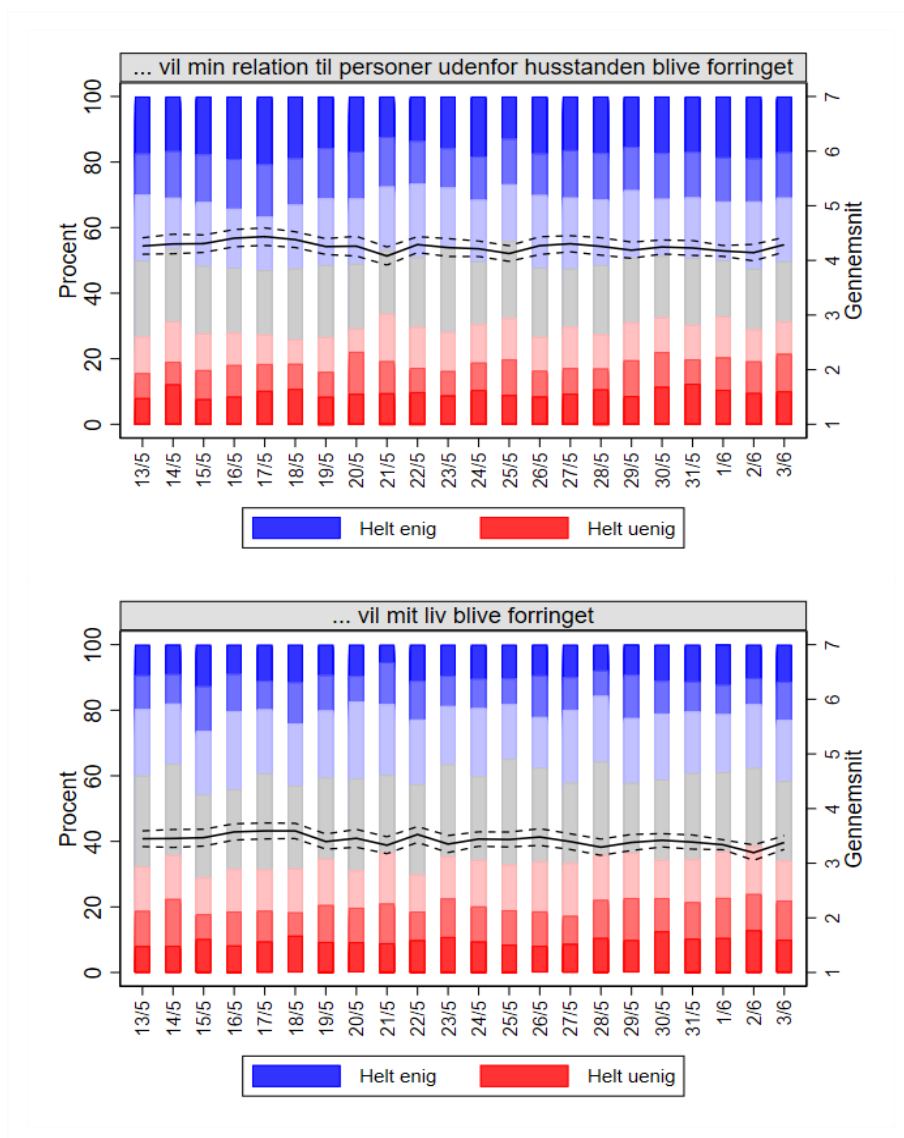 ... vil min relation til personer udenfor husstanden blive forringet
100
80
60
40
20
0
Procent
7
6
5
4
3
2
1
Gennemsnit
13/5 14/5 15/5 16/5 17/5 18/5 19/5 20/5 21/5 22/5 23/5 24/5 25/5 26/5 27/5 28/5 29/5 30/5 31/5 1/6 2/6 3/6
Helt enig Helt uenig
... vil mit liv blive forringet
100
80
60
40
20
0
Procent
7
6
5
4
3
2
1
Gennemsnit
13/5 14/5 15/5 16/5 17/5 18/5 19/5 20/5 21/5 22/5 23/5 24/5 25/5 26/5 27/5 28/5 29/5 30/5 31/5 1/6 2/6 3/6
Helt enig Helt uenig